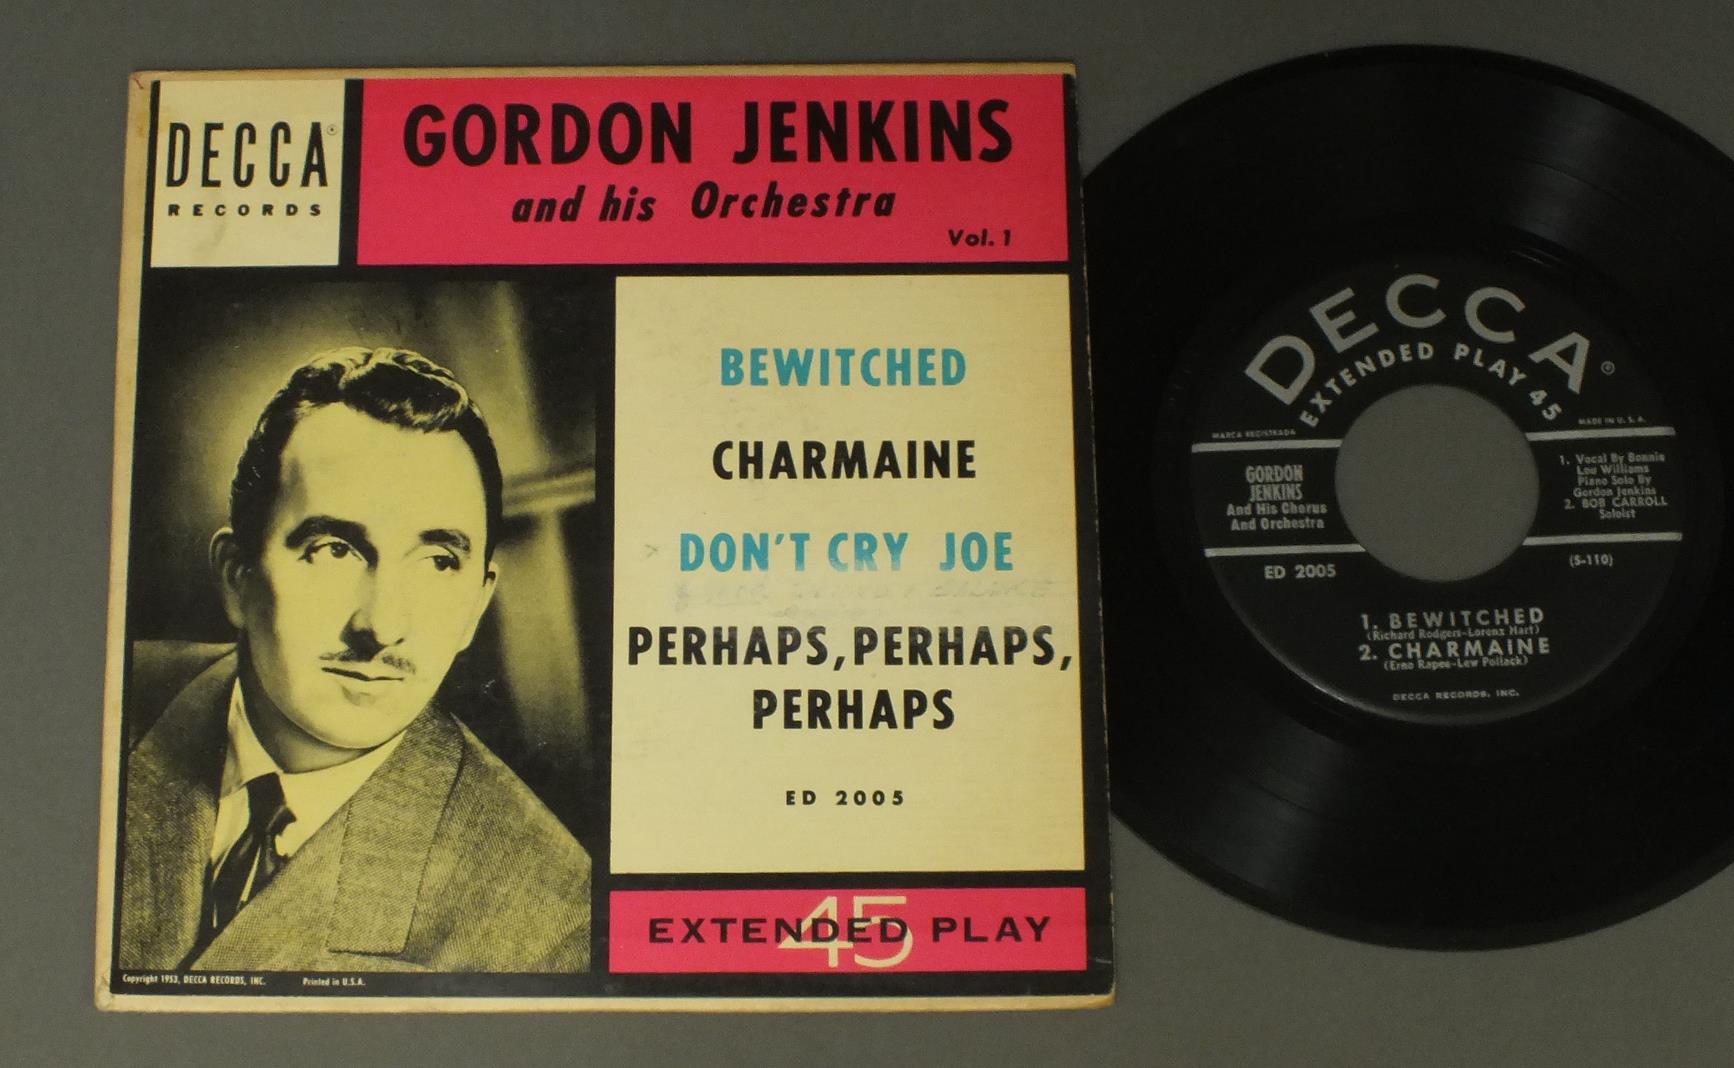 DECCA®
RECORDS
GORDON JENKINS
and his Orchestra
Vol. 1
BEWITCHED
CHARMAINE
DON'T CRY JOE
PERHAPS, PERHAPS,
PERHAPS
ED 2005
45
EXTENDED PLAY
Copyright 1953, DECCA RECORDS, INC. Printed in U.S.A.
DECCA®
EXTENDED PLAY 45
MARCA REGISTRADA
MADE IN U. S. A.
GORDON
JENKINS
And His Chorus
And Orchestra
1. Vocal By Bonnie
Lou Williams
Piano Solo By
Gordon Jenkins
2. BOB CARROLL
Soloist
ED 2005
(S-110)
1. BEWITCHED
(Richard Rodgers-Lorenz Hart)
2. CHARMAINE
(Erno Rapee-Lew Pollack)
DECCA RECORDS, INC.